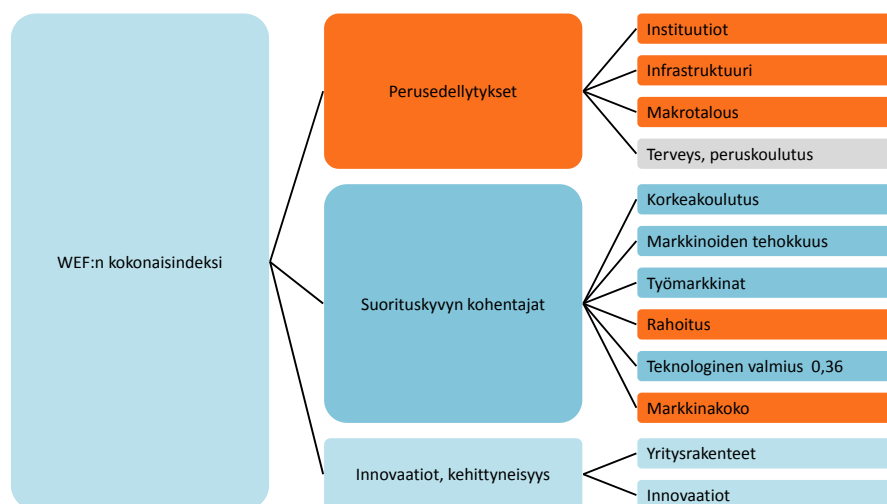 WEF:n kokonaisindeksi
Perusedellytykset
Instituutiot
Infrastruktuuri
Makrotalous
Terveys, peruskoulutus
Suorituskyvyn kohentajat
Korkeakoulutus
Markkinoiden tehokkuus
Työmarkkinat
Rahoitus
Teknologinen valmius 0,36
Markkinakoko
Innovaatiot, kehittyneisyys
Yritysrakenteet
Innovaatiot